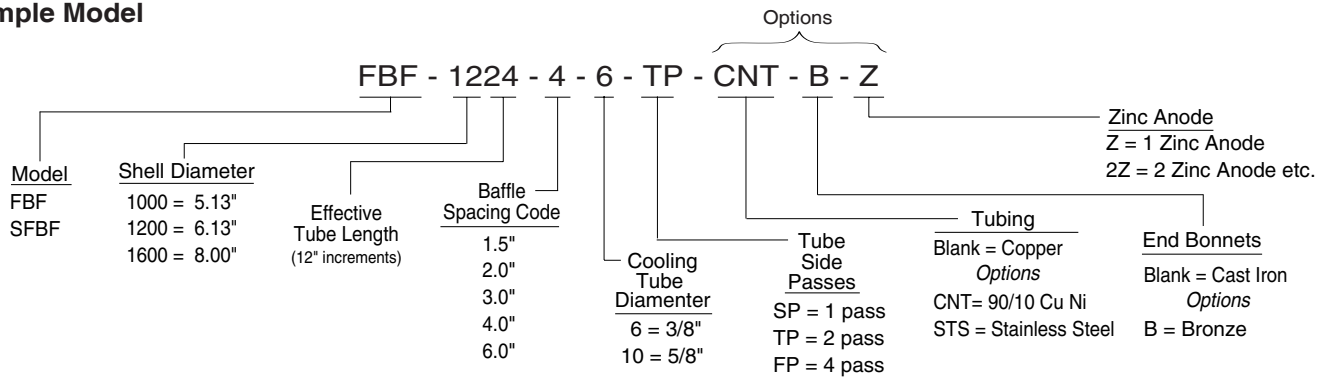 mple Model
Options
FBF - 1224 - 4 - 6 - TP - CNT - B - Z
Model
FBF
SFBF
Shell Diameter
1000 = 5.13"
1200 = 6.13"
1600 = 8.00"
Effective
Tube Length
(12" increments)
Baffle
Spacing Code
1.5"
2.0"
3.0"
4.0"
6.0"
Cooling
Tube
Diamenter
6 = 3/8"
10 = 5/8"
Tube
Side
Passes
SP = 1 pass
TP = 2 pass
FP = 4 pass
Tubing
Blank = Copper
Options
CNT= 90/10 Cu Ni
STS = Stainless Steel
End Bonnets
Blank = Cast Iron
Options
B = Bronze
Zinc Anode
Z = 1 Zinc Anode
2Z = 2 Zinc Anode etc.